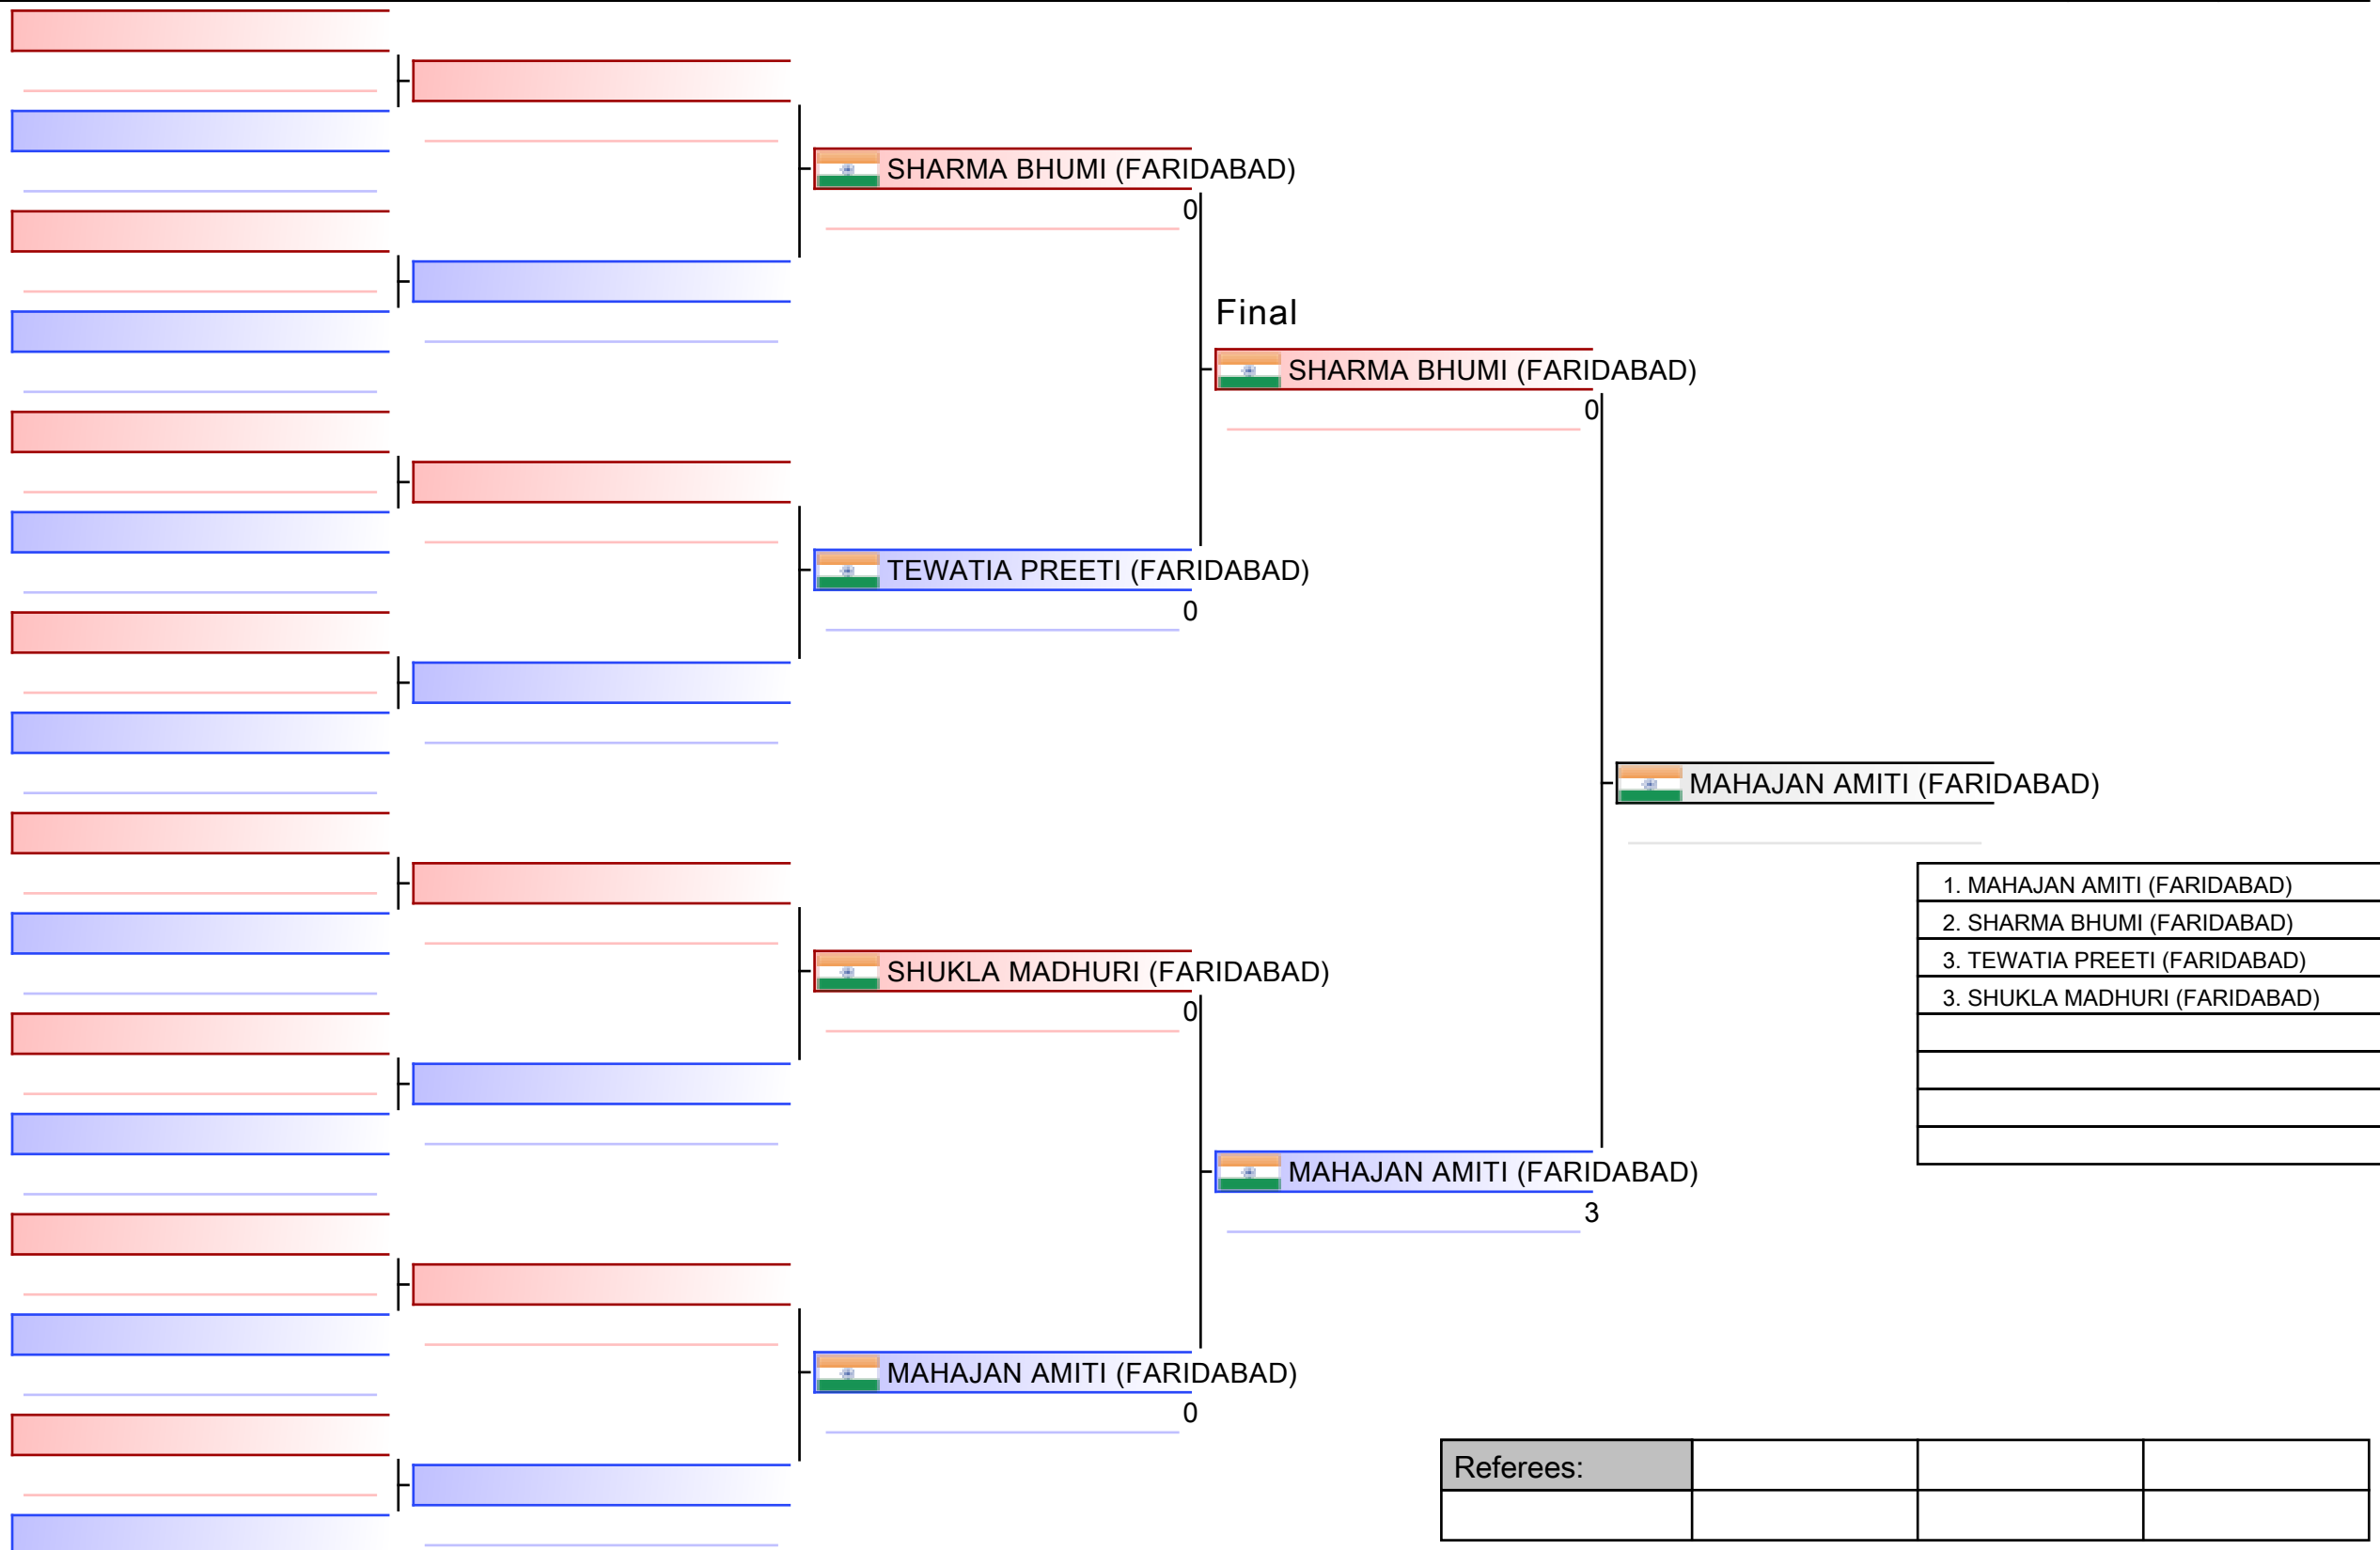 SHARMA BHUMI (FARIDABAD)
0
Final
SHARMA BHUMI (FARIDABAD)
0
TEWATIA PREETI (FARIDABAD)
0
MAHAJAN AMITI (FARIDABAD)
1. MAHAJAN AMITI (FARIDABAD)
2. SHARMA BHUMI (FARIDABAD)
3. TEWATIA PREETI (FARIDABAD)
3. SHUKLA MADHURI (FARIDABAD)
SHUKLA MADHURI (FARIDABAD)
0
MAHAJAN AMITI (FARIDABAD)
3
MAHAJAN AMITI (FARIDABAD)
0
Referees: